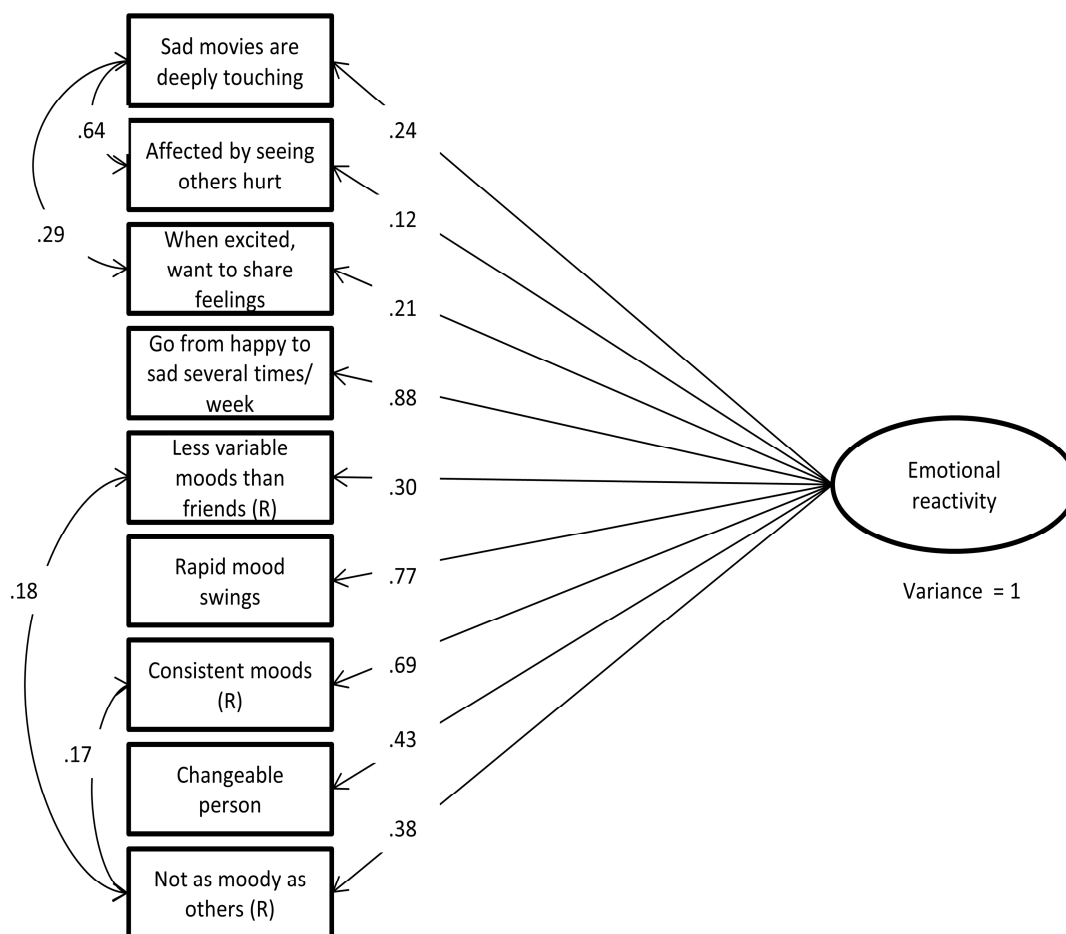 Sad movies are
deeply touching
.24
.64
Affected by seeing
others hurt
.12
.29
When excited,
want to share
feelings
.21
Go from happy to
sad several times/
week
.88
Less variable
moods than
friends (R)
.30
Emotional
reactivity
Variance = 1
Rapid mood
swings
.77
.18
Consistent moods
(R)
.69
.17
Changeable
person
.43
Not as moody as
others (R)
.38